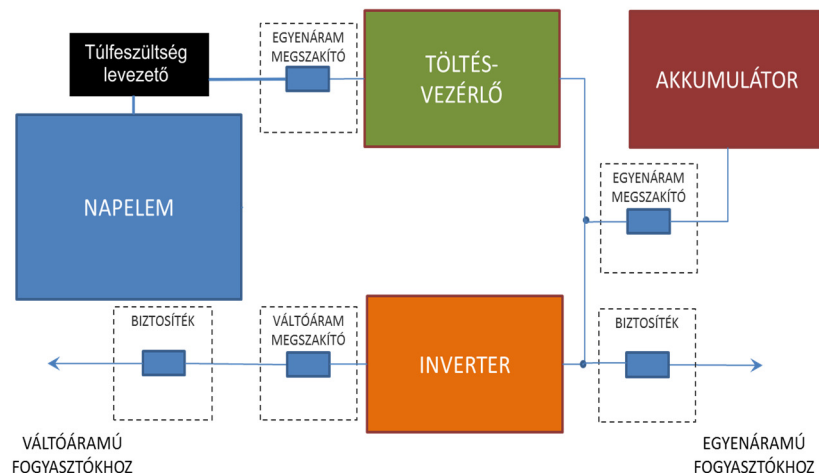 Túlfeszültség
levezető
EGYENÁRAM
MEGSZAKÍTÓ
TÖLTÉS-
VEZÉRLŐ
AKKUMULÁTOR
NAPELEM
EGYENÁRAM
MEGSZAKÍTÓ
BIZTOSÍTÉK
VÁLTÓÁRAM
MEGSZAKÍTÓ
INVERTER
BIZTOSÍTÉK
VÁLTÓÁRAMÚ
FOGYASZTÓKHOZ
EGYENÁRAMÚ
FOGYASZTÓKHOZ